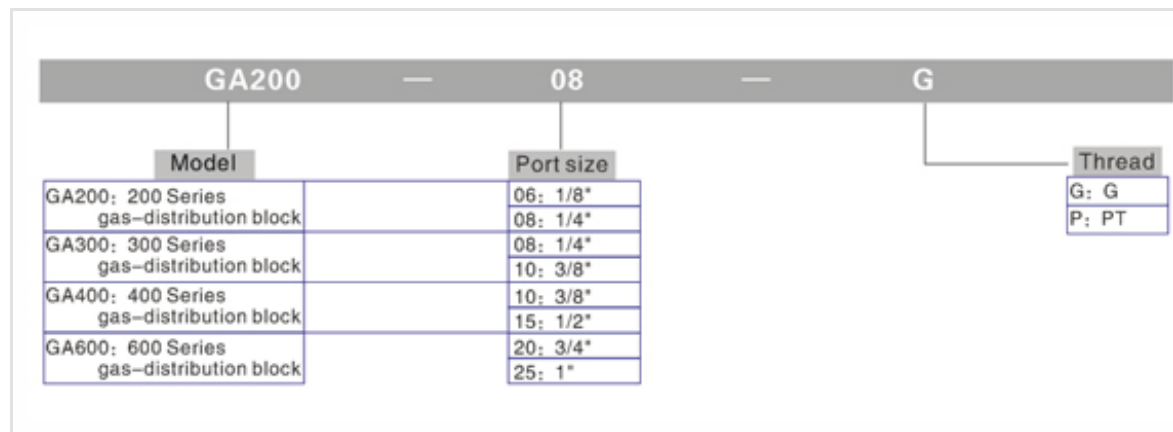 GA200 — 08 — G
Model Port size Thread
GA200: 200 Series
gas–distribution block
06: 1/8"
08: 1/4"
GA300: 300 Series
gas–distribution block
08: 1/4"
10: 3/8"
GA400: 400 Series
gas–distribution block
10: 3/8"
15: 1/2"
GA600: 600 Series
gas–distribution block
20: 3/4"
25: 1"
G: G
P: PT